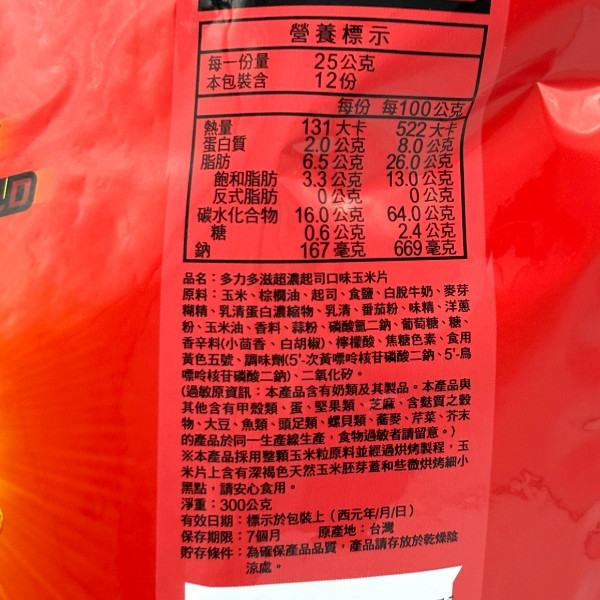 營養標示
每一份量 25公克
本包裝含 12份
每份 每100公克
熱量 131大卡 522大卡
蛋白質 2.0公克 8.0公克
脂肪 6.5公克 26.0公克
飽和脂肪 3.3公克 13.0公克
反式脂肪 0公克 0公克
碳水化合物 16.0公克 64.0公克
糖 0.6公克 2.4公克
鈉 167毫克 669毫克
品名：多力多滋超濃起司口味玉米片
原料：玉米、棕櫚油、起司、食鹽、白脫牛奶、麥芽
糊精、乳清蛋白濃縮物、乳清、番茄粉、味精、洋蔥
粉、玉米油、香料、蒜粉、磷酸氫二鈉、葡萄糖、糖、
香辛料(小茴香、白胡椒)、檸檬酸、焦糖色素、食用
黃色五號、調味劑(5'-次黃嘌呤核苷磷酸二鈉、5'-鳥
嘌呤核苷磷酸二鈉)、二氧化矽。
(過敏原資訊：本產品含有奶類及其製品。本產品與
其他含有甲殼類、蛋、堅果類、芝麻、含麩質之穀
物、大豆、魚類、頭足類、螺貝類、蕎麥、芹菜、芥末
的產品於同一生產線生產，食物過敏者請留意。)
※本產品採用整顆玉米粒原料並經過烘烤製程，玉
米片上含有深褐色天然玉米胚芽蓋和些微烘烤細小
黑點，請安心食用。
淨重：300公克
有效日期：標示於包裝上（西元年/月/日）
保存期限：7個月 原產地：台灣
貯存條件：為確保產品品質，產品請存放於乾燥陰
涼處。